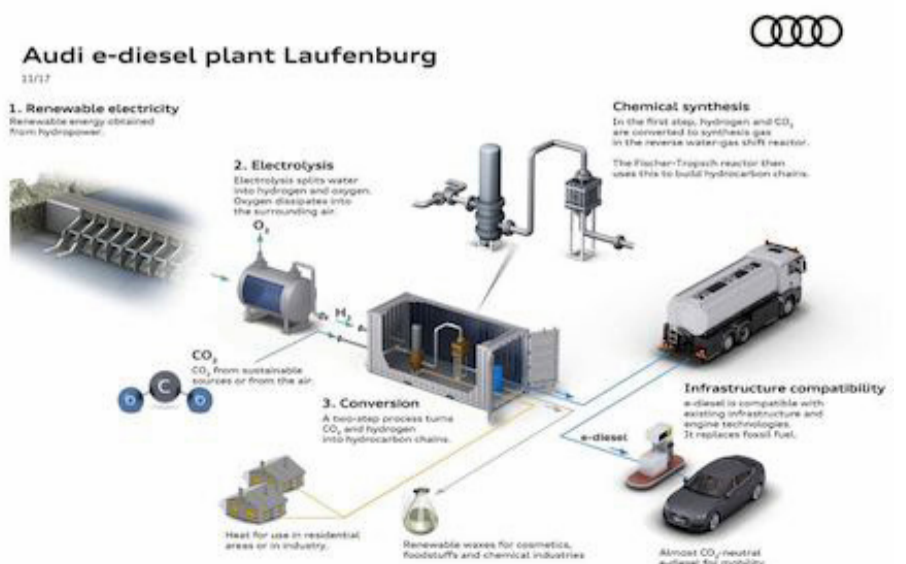 Audi e-diesel plant Laufenburg
11/17
1. Renewable electricity
Renewable energy obtained
from hydropower.
2. Electrolysis
Electrolysis splits water
into hydrogen and oxygen.
Oxygen dissipates into
the surrounding air.
O₂
H₂
CO₂
CO₂ from sustainable
sources or from the air.
C
3. Conversion
A two-step process turns
CO₂ and hydrogen
into hydrocarbon chains.
Chemical synthesis
In the first step, hydrogen and CO₂
are converted to synthesis gas
in the reverse water-gas shift reactor.
The Fischer-Tropsch reactor then
uses this to build hydrocarbon chains.
Infrastructure compatibility
e-diesel is compatible with
existing infrastructure and
engine technologies.
It replaces fossil fuel.
e-diesel
Heat for use in residential
areas or in industry.
Renewable waxes for cosmetics,
foodstuffs and chemical industries
Almost CO₂-neutral
e-diesel for mobility